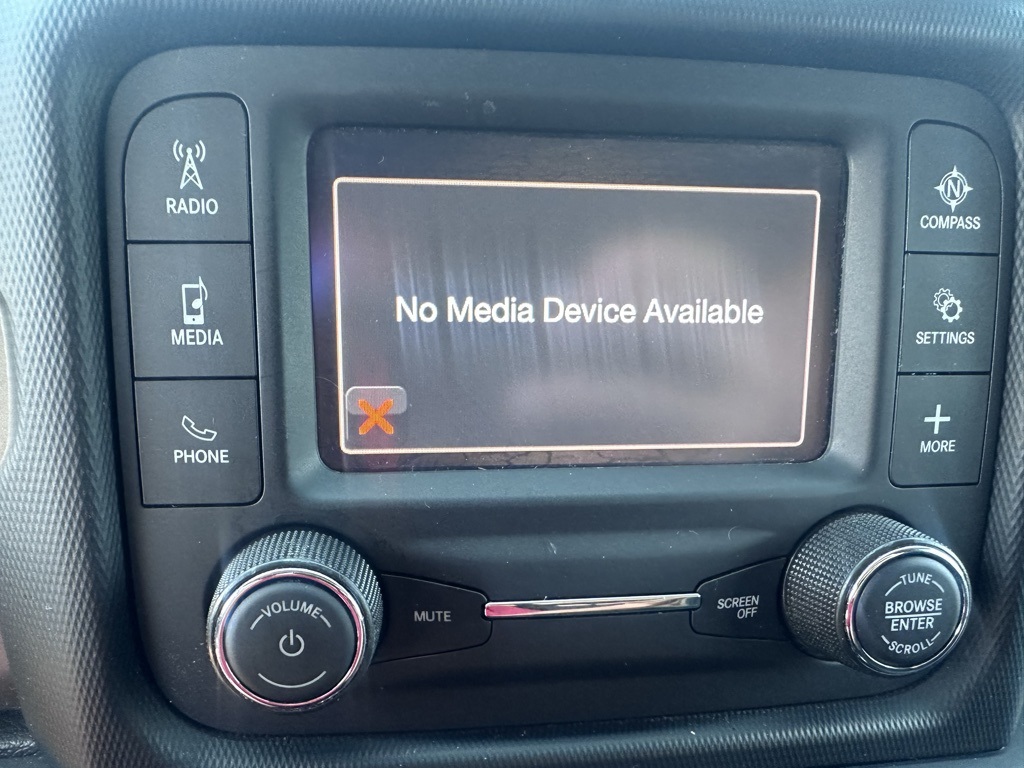 RADIO
MEDIA
PHONE
No Media Device Available
N
COMPASS
SETTINGS
MORE
VOLUME
MUTE
SCREEN
OFF
TUNE
BROWSE
ENTER
SCROLL